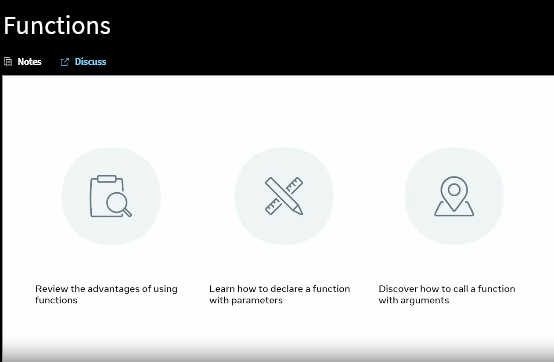 Functions
Notes
Discuss
Review the advantages of using
functions
Learn how to declare a function
with parameters
Discover how to call a function
with arguments